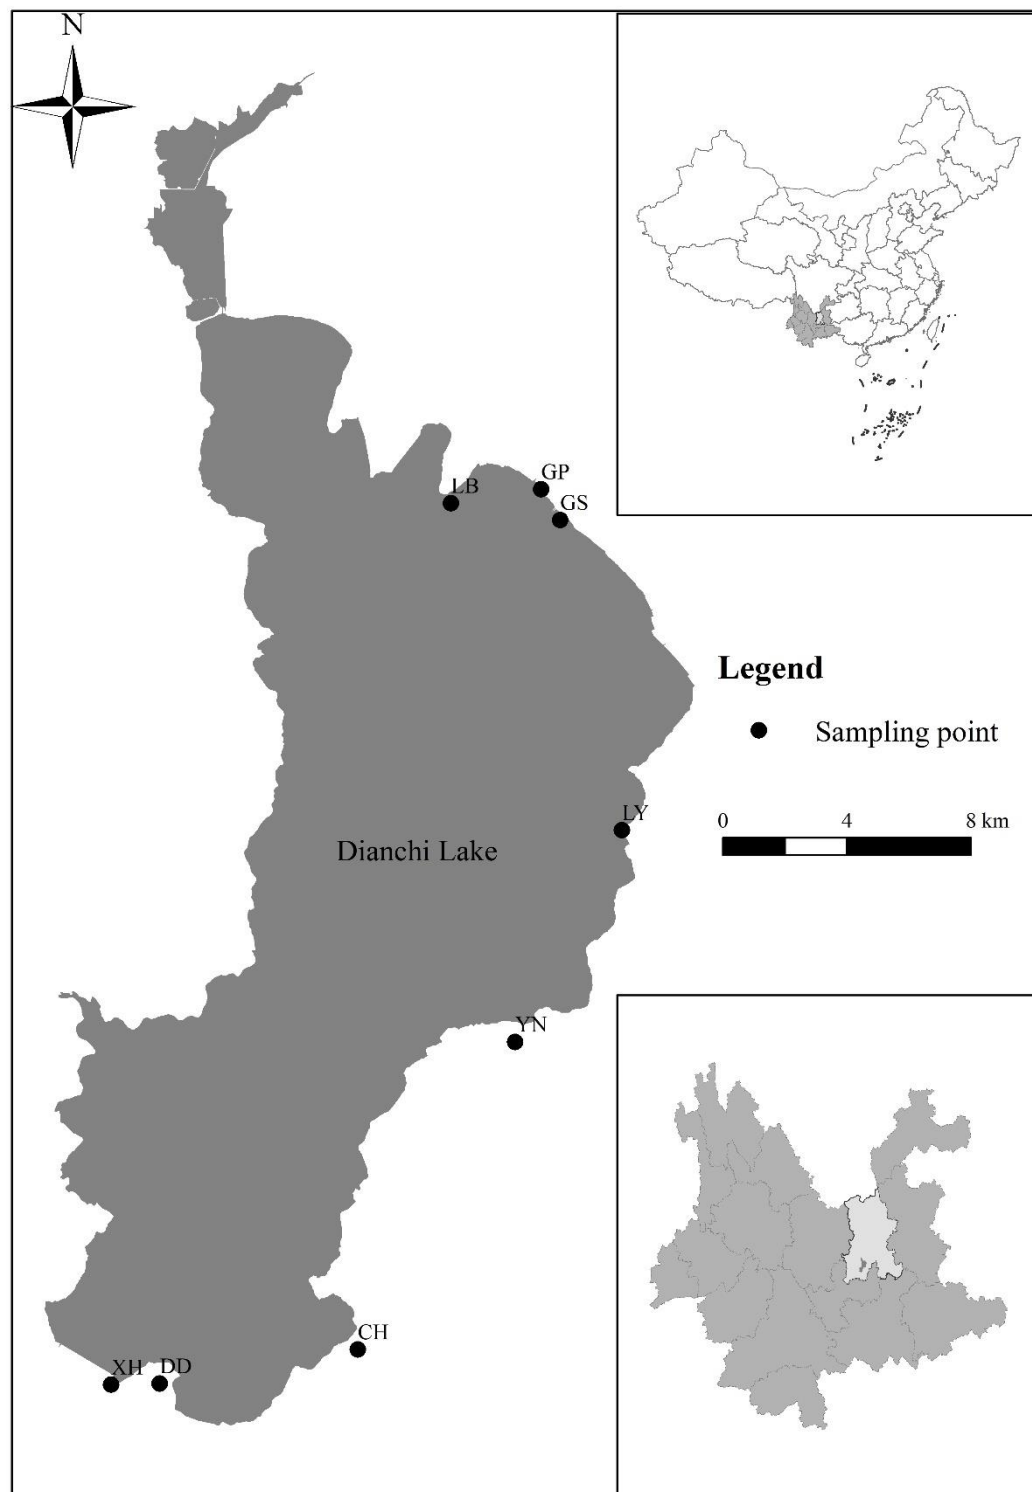 N
LB
GP
GS
Legend
Sampling point
0 4 8 km
LY
Dianchi Lake
YN
CH
XH
DD